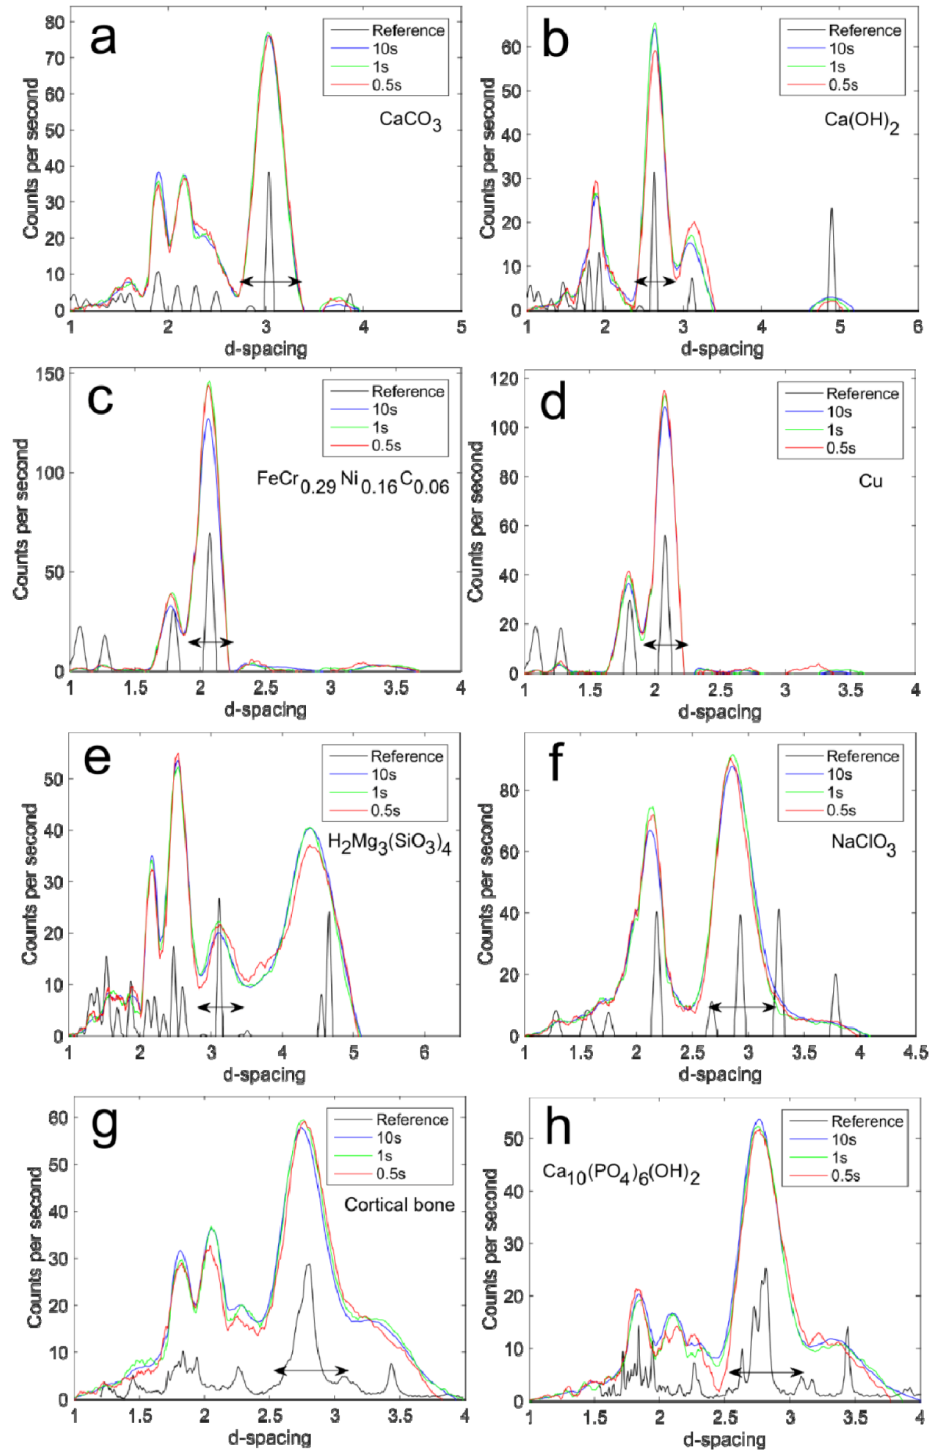 a
Reference
10s
1s
0.5s
CaCO3
Counts per second
80
70
60
50
40
30
20
10
0
1 2 3 4 5
d-spacing
b
Reference
10s
1s
0.5s
Ca(OH)2
Counts per second
60
50
40
30
20
10
0
1 2 3 4 5 6
d-spacing
c
Reference
10s
1s
0.5s
FeCr0.29 Ni0.16C0.06
Counts per second
150
100
50
0
1 1.5 2 2.5 3 3.5 4
d-spacing
d
Reference
10s
1s
0.5s
Cu
Counts per second
120
100
80
60
40
20
0
1 1.5 2 2.5 3 3.5 4
d-spacing
e
Reference
10s
1s
0.5s
H2Mg3(SiO3)4
Counts per second
50
40
30
20
10
0
1 2 3 4 5 6
d-spacing
f
Reference
10s
1s
0.5s
NaClO3
Counts per second
80
60
40
20
0
1 1.5 2 2.5 3 3.5 4 4.5
d-spacing
g
Reference
10s
1s
0.5s
Cortical bone
Counts per second
60
50
40
30
20
10
0
1 1.5 2 2.5 3 3.5 4
d-spacing
h
Reference
10s
1s
0.5s
Ca10(PO4)6(OH)2
Counts per second
50
40
30
20
10
0
1 1.5 2 2.5 3 3.5 4
d-spacing